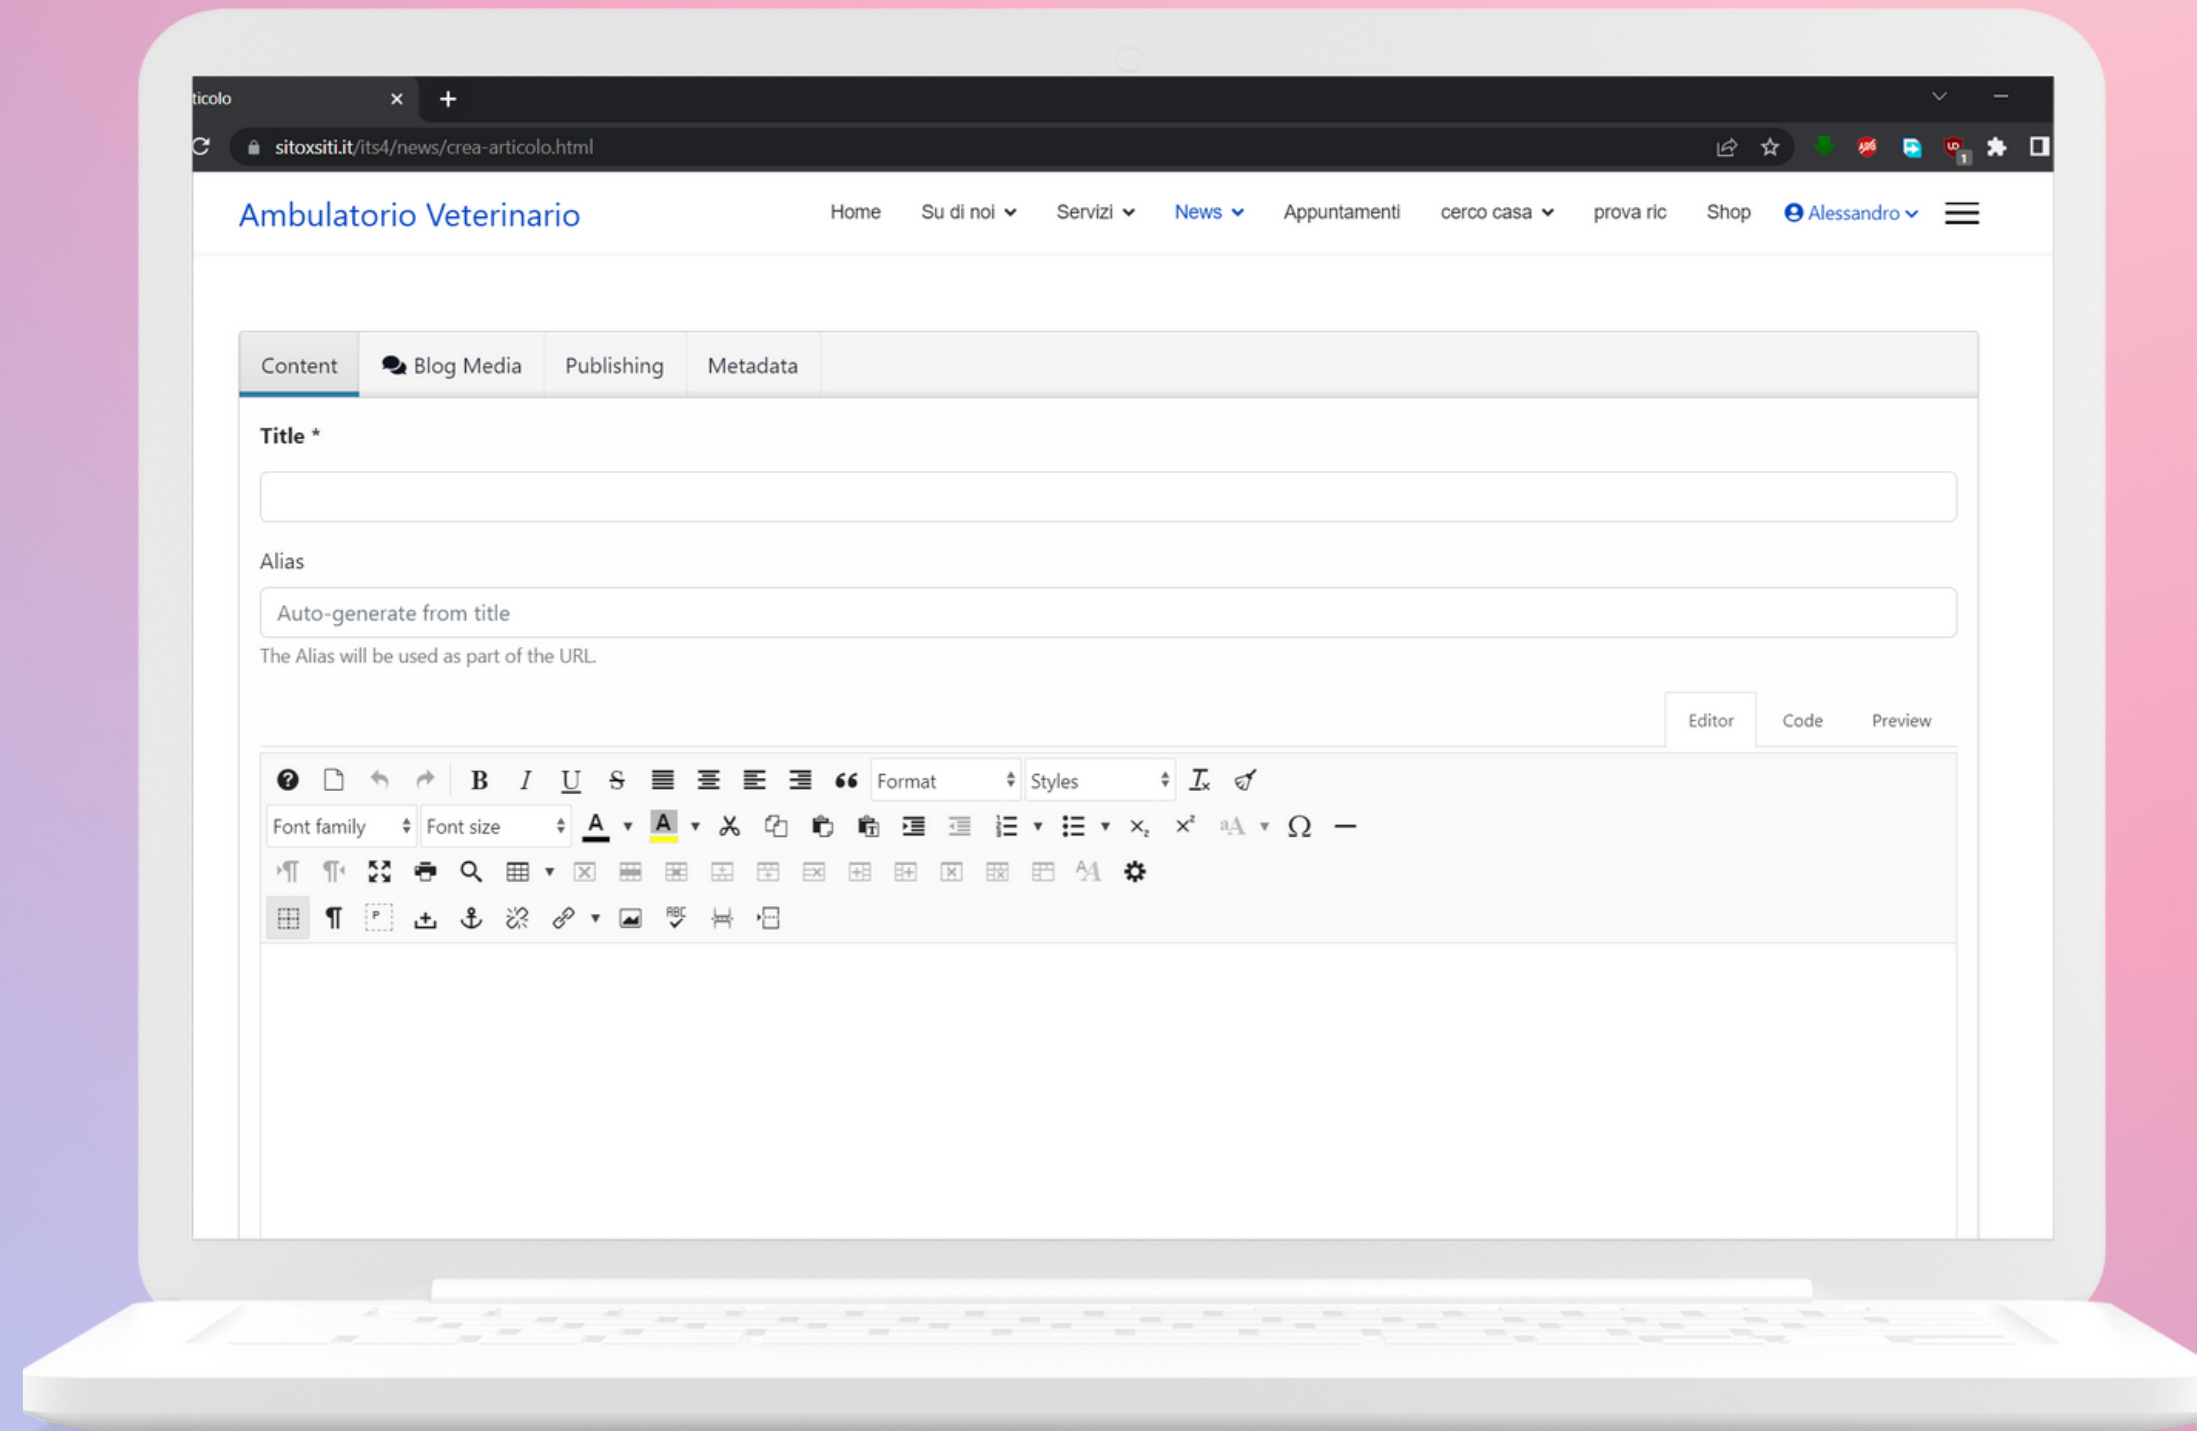 ticolo
sitoxsiti.it/its4/news/crea-articolo.html
1
Ambulatorio Veterinario
Home Su di noi Servizi News Appuntamenti cerco casa prova ric Shop Alessandro
Content Blog Media Publishing Metadata
Title *
Alias
Auto-generate from title
The Alias will be used as part of the URL.
Editor Code Preview
Format Styles
Font family Font size
ABC